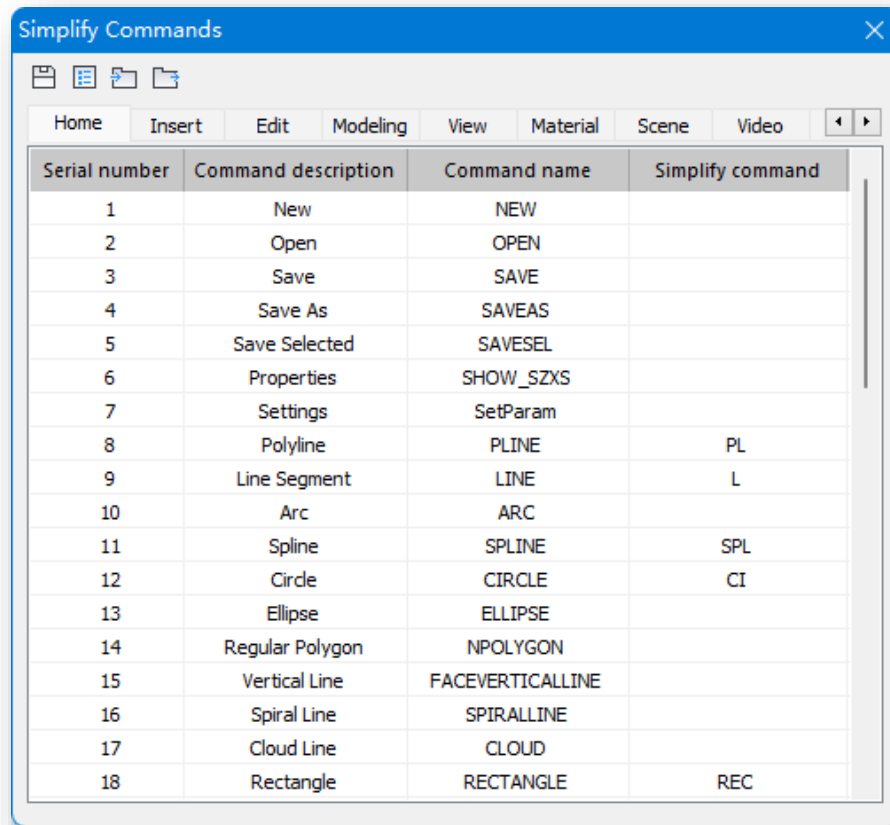 Simplify Commands
Home Insert Edit Modeling View Material Scene Video
Serial number Command description Command name Simplify command
1 New NEW
2 Open OPEN
3 Save SAVE
4 Save As SAVEAS
5 Save Selected SAVESEL
6 Properties SHOW_SZXS
7 Settings SetParam
8 Polyline PLINE PL
9 Line Segment LINE L
10 Arc ARC
11 Spline SPLINE SPL
12 Circle CIRCLE CI
13 Ellipse ELLIPSE
14 Regular Polygon NPOLYGON
15 Vertical Line FACEVERTICALLINE
16 Spiral Line SPIRALLINE
17 Cloud Line CLOUD
18 Rectangle RECTANGLE REC